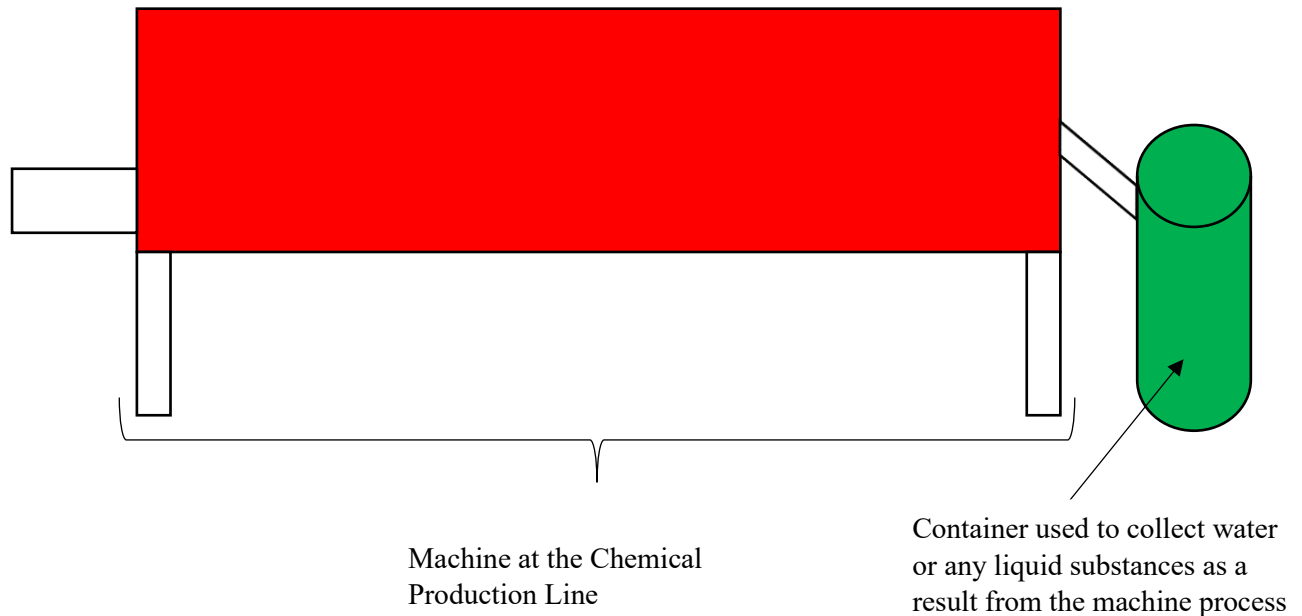 Machine at the Chemical
Production Line
Container used to collect water
or any liquid substances as a
result from the machine process